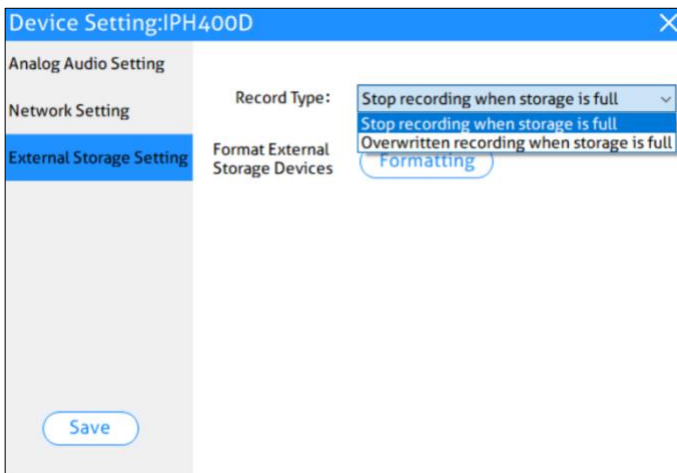 Device Setting:IPH400D
Analog Audio Setting
Network Setting
External Storage Setting
Record Type:
Stop recording when storage is full
Stop recording when storage is full
Overwritten recording when storage is full
Format External
Storage Devices
Formatting
Save